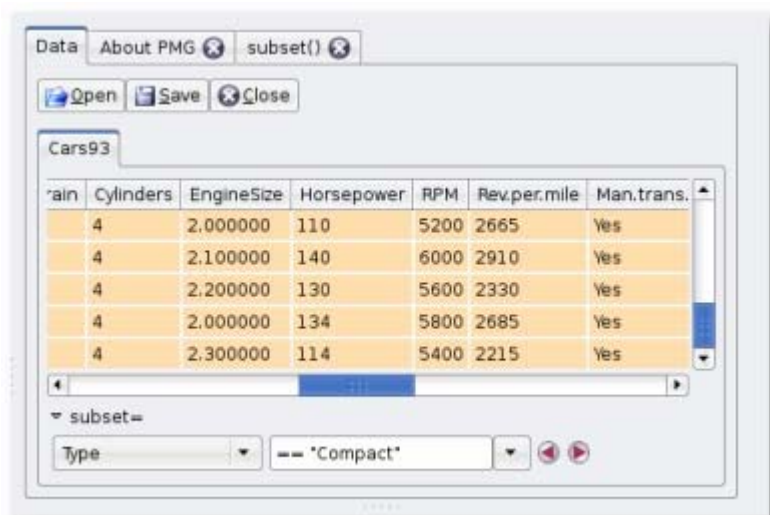 Data About PMG subset()
Open Save Close
Cars93
rain Cylinders EngineSize Horsepower RPM Rev.per.mile Man.trans.
4 2.000000 110 5200 2665 Yes
4 2.100000 140 6000 2910 Yes
4 2.200000 130 5600 2330 Yes
4 2.000000 134 5800 2685 Yes
4 2.300000 114 5400 2215 Yes
subset=
Type == "Compact"